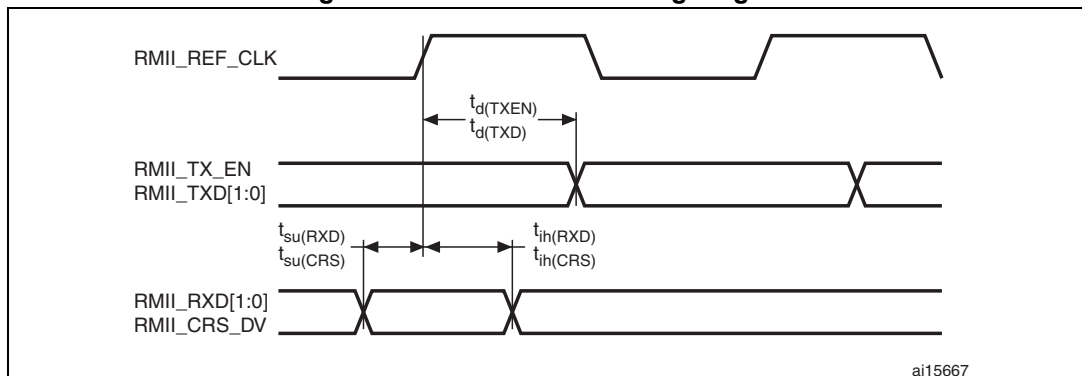 RMII_REF_CLK
td(TXEN)
td(TXD)
RMII_TX_EN
RMII_TXD[1:0]
tsu(RXD)
tsu(CRS)
tih(RXD)
tih(CRS)
RMII_RXD[1:0]
RMII_CRS_DV
ai15667